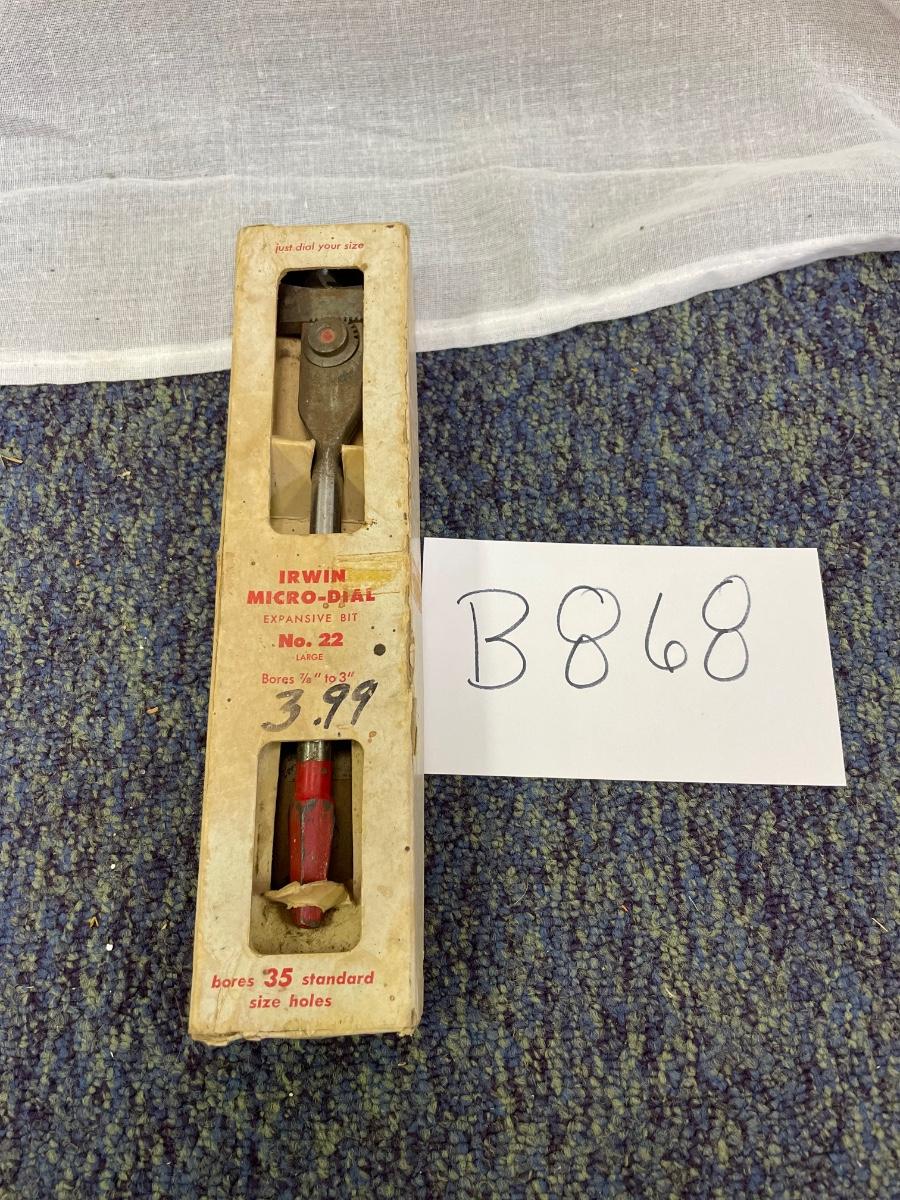 just dial your size
IRWIN
MICRO-DIAL
EXPANSIVE BIT
No. 22
LARGE
Bores 7/8" to 3"
3.99
bores 35 standard
size holes
B868